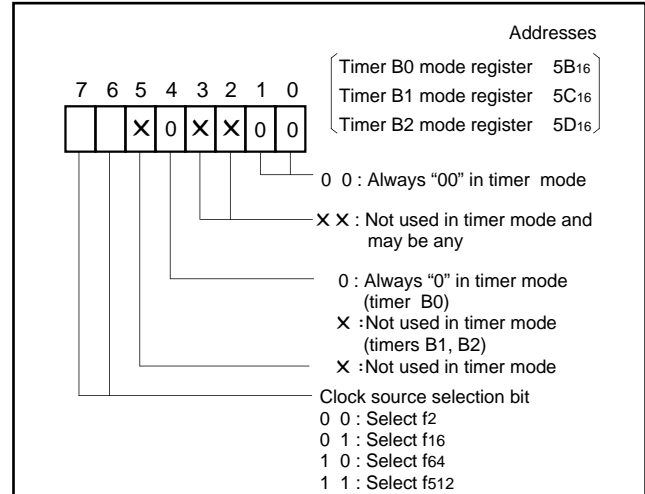 Addresses
Timer B0 mode register 5B16
Timer B1 mode register 5C16
Timer B2 mode register 5D16
7 6 5 4 3 2 1 0
X 0 X X 0 0
0 0 : Always “00” in timer mode
X X : Not used in timer mode and
may be any
0 : Always “0” in timer mode
(timer B0)
X :Not used in timer mode
(timers B1, B2)
X :Not used in timer mode
Clock source selection bit
0 0 : Select f2
0 1 : Select f16
1 0 : Select f64
1 1 : Select f512